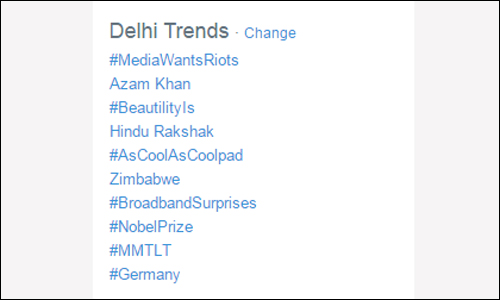 Delhi Trends · Change
#MediaWantsRiots
Azam Khan
#BeautilityIs
Hindu Rakshak
#AsCoolAsCoolpad
Zimbabwe
#BroadbandSurprises
#NobelPrize
#MMTLT
#Germany